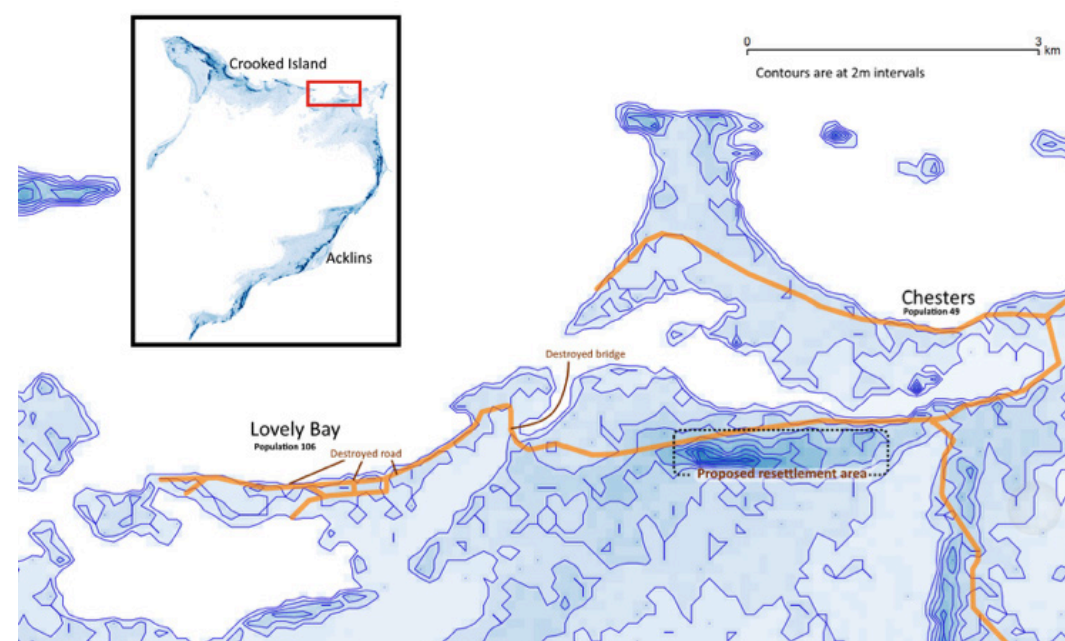 Crooked Island
Acklins
0
3
km
Contours are at 2m intervals
Chesters
Population 49
Destroyed bridge
Lovely Bay
Population 106
Destroyed road
Proposed resettlement area